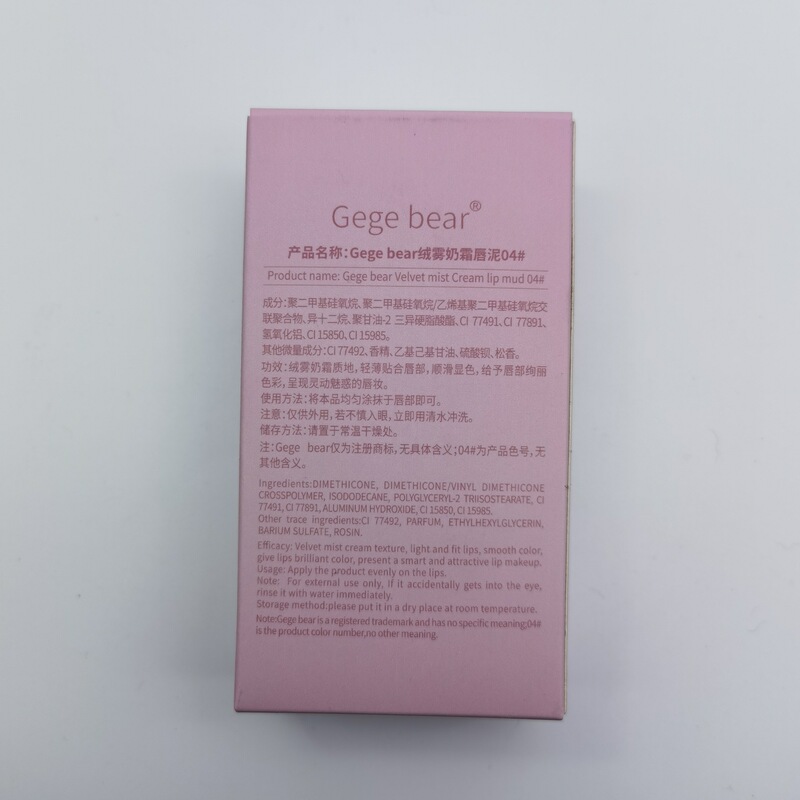 Gege bear®
产品名称：Gege bear绒雾奶霜唇泥04#
Product name: Gege bear Velvet mist Cream lip mud 04#
成分：聚二甲基硅氧烷、聚二甲基硅氧烷/乙烯基聚二甲基硅氧烷交
联聚合物、异十二烷、聚甘油-2 三异硬脂酸酯、CI 77491、CI 77891、
氢氧化铝、CI 15850、CI 15985。
其他微量成分：CI 77492、香精、乙基己基甘油、硫酸钡、松香。
功效：绒雾奶霜质地，轻薄贴合唇部，顺滑显色，给予唇部绚丽
色彩，呈现灵动魅惑的唇妆。
使用方法：将本品均匀涂抹于唇部即可。
注意：仅供外用，若不慎入眼，立即用清水冲洗。
储存方法：请置于常温干燥处。
注：Gege bear仅为注册商标，无具体含义；04#为产品色号，无
其他含义。
Ingredients:DIMETHICONE, DIMETHICONE/VINYL DIMETHICONE
CROSSPOLYMER, ISODODECANE, POLYGLYCERYL-2 TRIISOSTEARATE, CI
77491, CI 77891, ALUMINUM HYDROXIDE, CI 15850, CI 15985.
Other trace ingredients:CI 77492, PARFUM, ETHYLHEXYLGLYCERIN,
BARIUM SULFATE, ROSIN.
Efficacy: Velvet mist cream texture, light and fit lips, smooth color,
give lips brilliant color, present a smart and attractive lip makeup.
Usage: Apply the product evenly on the lips.
Note: For external use only, If it accidentally gets into the eye,
rinse it with water immediately.
Storage method:please put it in a dry place at room temperature.
Note:Gege bear is a registered trademark and has no specific meaning;04#
is the product color number,no other meaning.